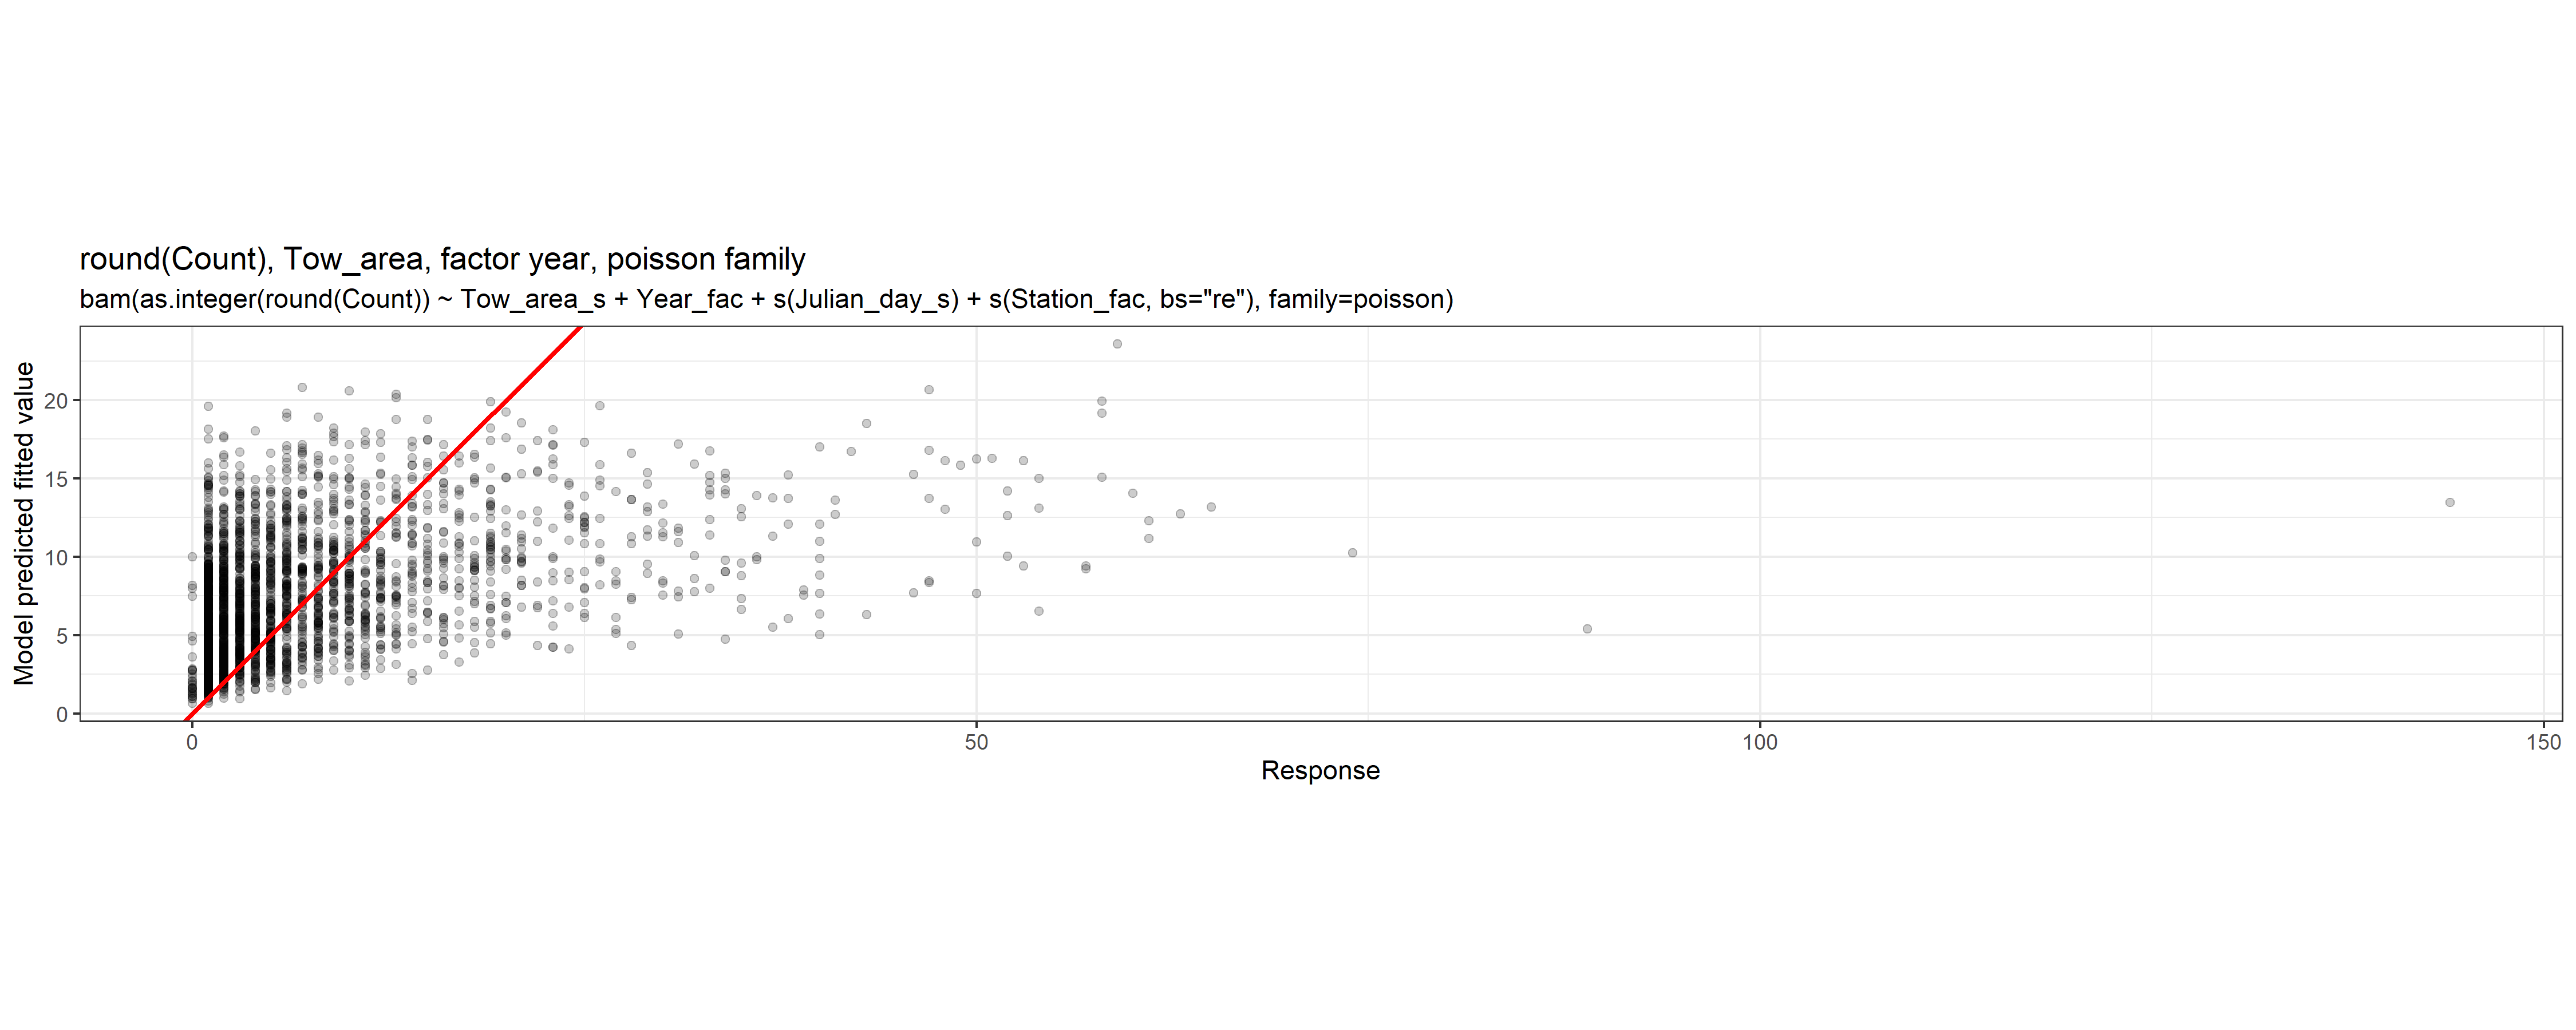 round(Count), Tow_area, factor year, poisson family
bam(as.integer(round(Count)) ~ Tow_area_s + Year_fac + s(Julian_day_s) + s(Station_fac, bs="re"), family=poisson)
Model predicted fitted value
20
15
10
5
0
0 50 100 150
Response